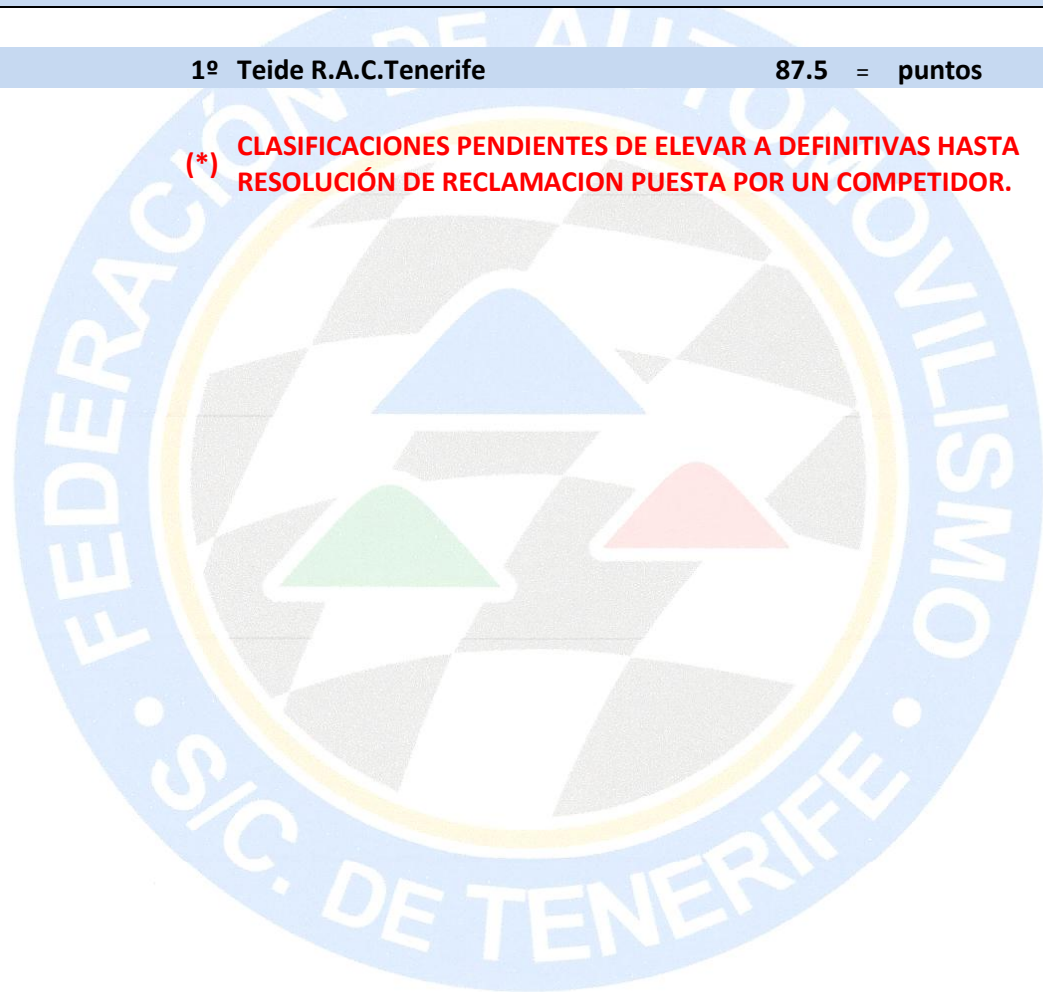 1º Teide R.A.C.Tenerife 87.5 = puntos
(*) CLASIFICACIONES PENDIENTES DE ELEVAR A DEFINITIVAS HASTA
RESOLUCIÓN DE RECLAMACION PUESTA POR UN COMPETIDOR.
FEDERACIÓN DE AUTOMOVILISMO
S/C. DE TENERIFE